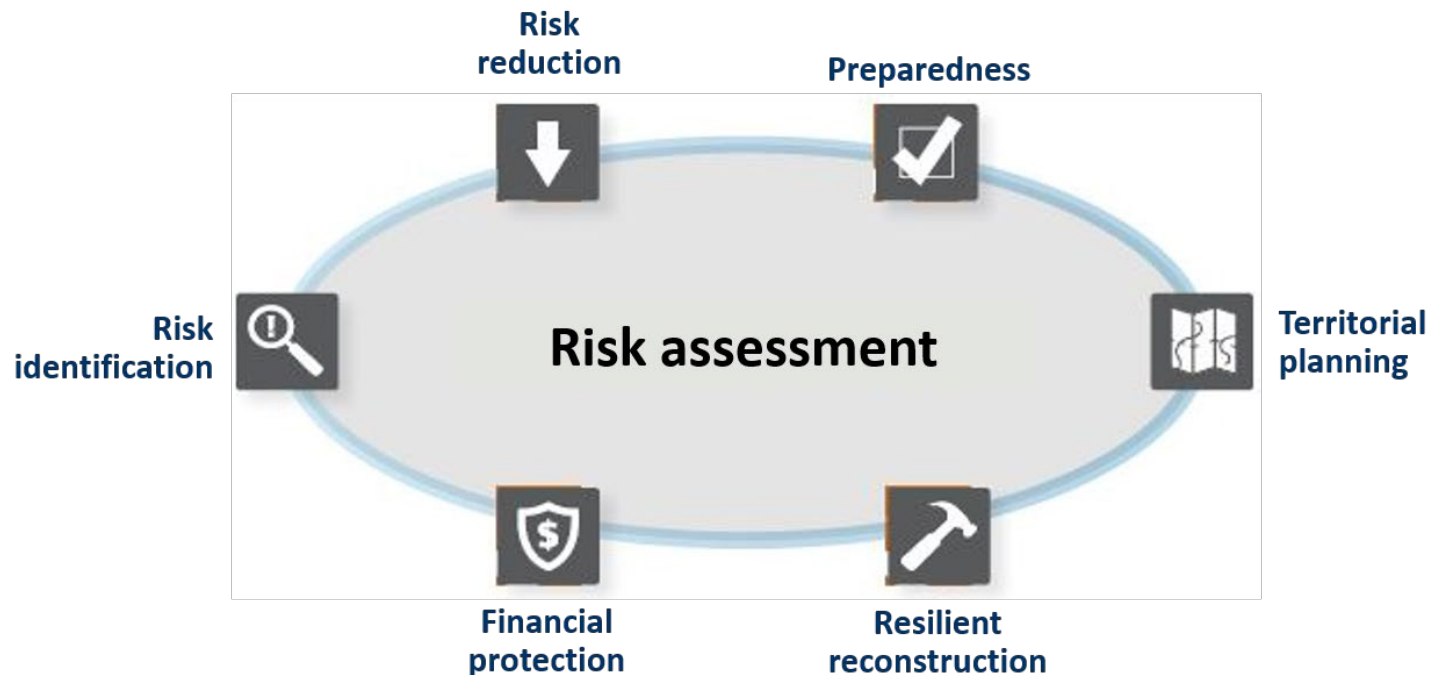 Risk
reduction
Preparedness
Risk
identification
Risk assessment
Territorial
planning
$
Financial
protection
Resilient
reconstruction